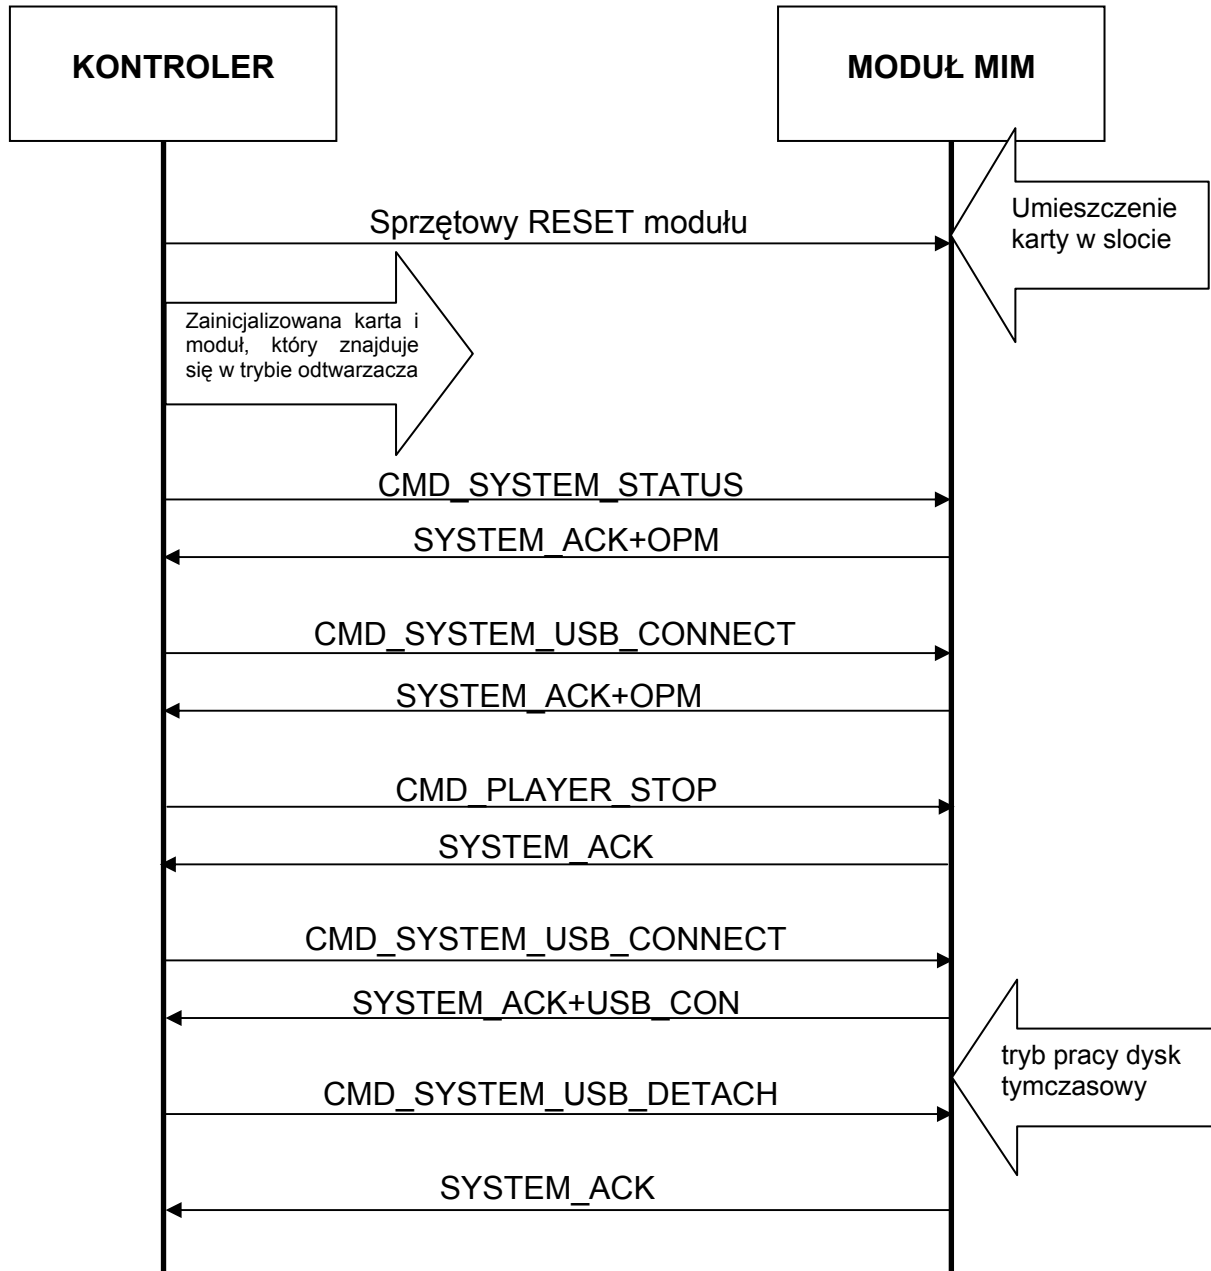 KONTROLER
MODUŁ MIM
Umieszczenie
karty w slocie
Sprzętowy RESET modułu
Zainicjalizowana karta i
moduł, który znajduje
się w trybie odtwarzacza
CMD_SYSTEM_STATUS
SYSTEM_ACK+OPM
CMD_SYSTEM_USB_CONNECT
SYSTEM_ACK+OPM
CMD_PLAYER_STOP
SYSTEM_ACK
CMD_SYSTEM_USB_CONNECT
SYSTEM_ACK+USB_CON
tryb pracy dysk
tymczasowy
CMD_SYSTEM_USB_DETACH
SYSTEM_ACK